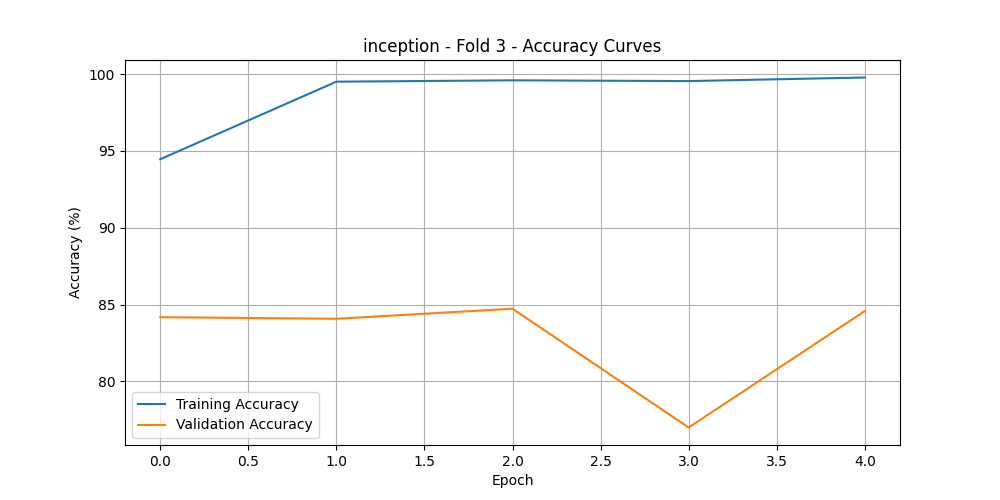 inception - Fold 3 - Accuracy Curves
Accuracy (%)
100
95
90
85
80
Training Accuracy
Validation Accuracy
0.0 0.5 1.0 1.5 2.0 2.5 3.0 3.5 4.0
Epoch